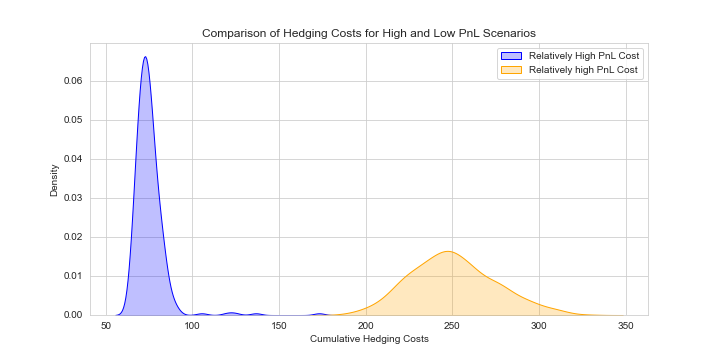 Comparison of Hedging Costs for High and Low PnL Scenarios
Relatively High PnL Cost
Relatively high PnL Cost
0.06
0.05
0.04
0.03
0.02
0.01
0.00
Density
50
100
150
200
250
300
350
Cumulative Hedging Costs